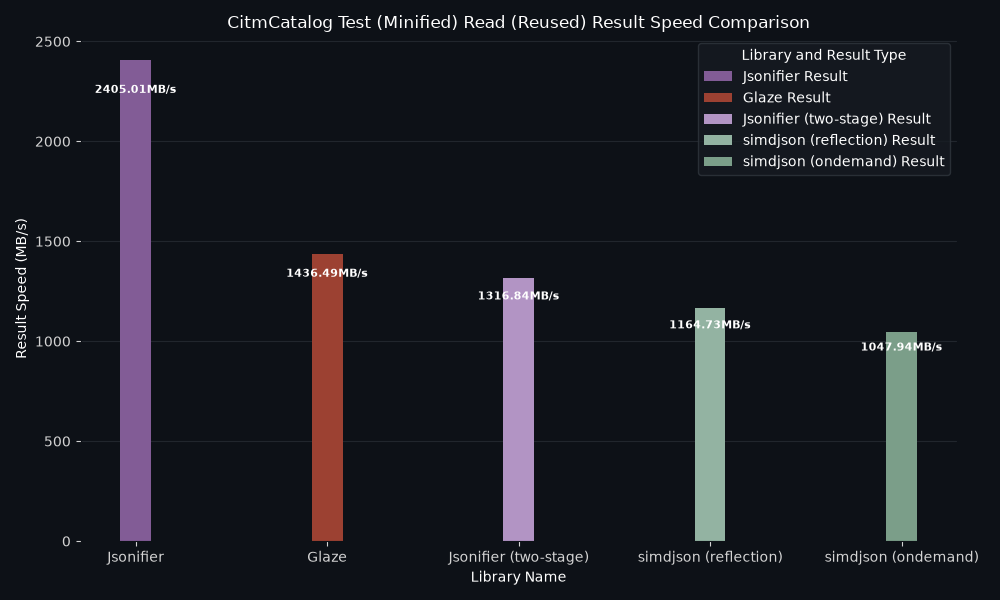 CitmCatalog Test (Minified) Read (Reused) Result Speed Comparison
Library and Result Type
Jsonifier Result
Glaze Result
Jsonifier (two-stage) Result
simdjson (reflection) Result
simdjson (ondemand) Result
Result Speed (MB/s)
2500
2000
1500
1000
500
0
2405.01MB/s
1436.49MB/s
1316.84MB/s
1164.73MB/s
1047.94MB/s
Jsonifier
Glaze
Jsonifier (two-stage)
simdjson (reflection)
simdjson (ondemand)
Library Name